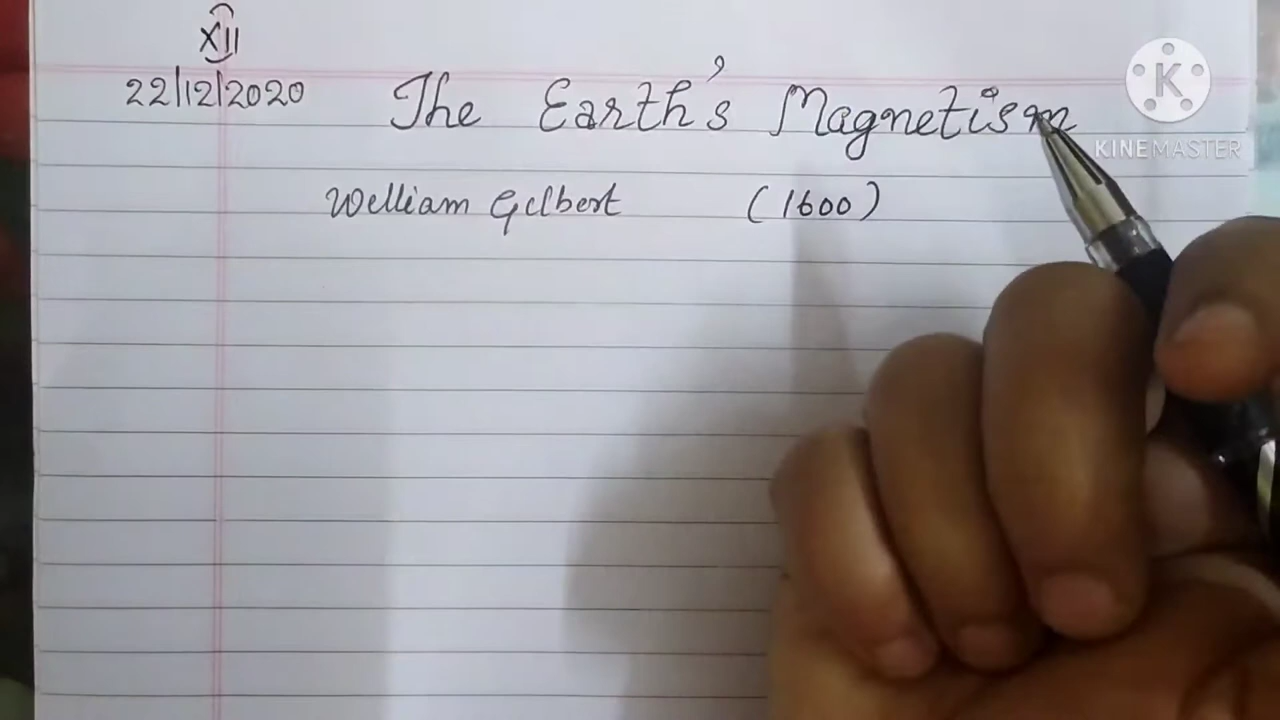 XII
22/12/2020
The Earth's Magnetism
Welliam Gelbert (1600)
K
KINEMASTER